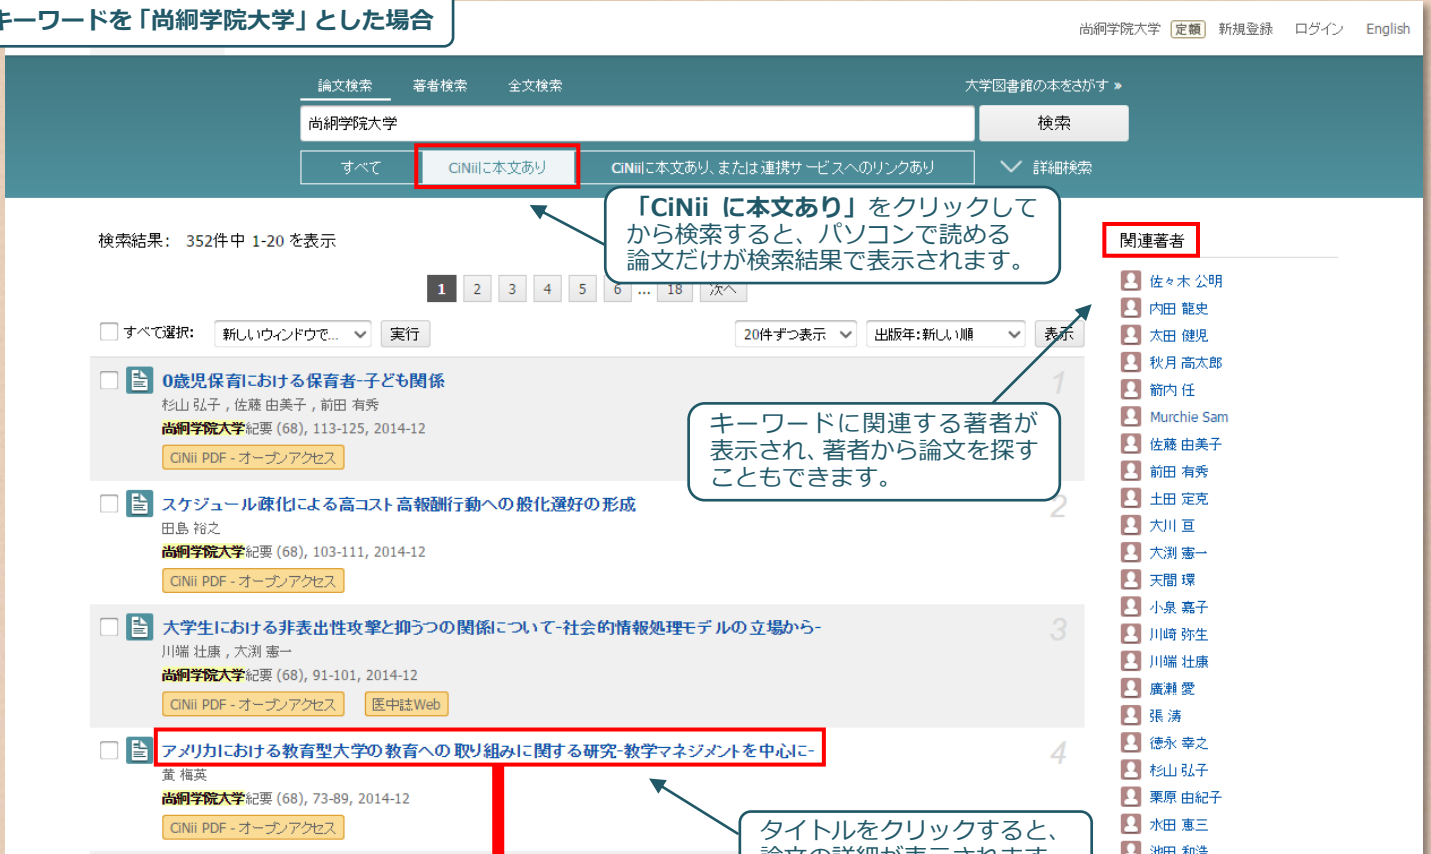 キーワードを「尚絅学院大学」とした場合
尚絅学院大学 定額 新規登録 ログイン English
論文検索 著者検索 全文検索 大学図書館の本をさがす »
尚絅学院大学 検索
すべて CiNiiに本文あり CiNiiに本文あり、または連携サービスへのリンクあり 詳細検索
「CiNii に本文あり」をクリックして
から検索すると、パソコンで読める
論文だけが検索結果で表示されます。
検索結果: 352件中 1-20 を表示
1 2 3 4 5 6 ... 18 次へ
すべて選択: 新しいウィンドウで... 実行 20件ずつ表示 出版年:新しい順 表示
0歳児保育における保育者-子ども関係 1
杉山 弘子 , 佐藤 由美子 , 前田 有秀
尚絅学院大学紀要 (68), 113-125, 2014-12
CiNii PDF - オープンアクセス
キーワードに関連する著者が
表示され、著者から論文を探す
こともできます。
スケジュール疎化による高コスト高報酬行動への般化選好の形成 2
田島 裕之
尚絅学院大学紀要 (68), 103-111, 2014-12
CiNii PDF - オープンアクセス
大学生における非表出性攻撃と抑うつの関係について-社会的情報処理モデルの立場から- 3
川端 壮康 , 大渕 憲一
尚絅学院大学紀要 (68), 91-101, 2014-12
CiNii PDF - オープンアクセス 医中誌Web
アメリカにおける教育型大学の教育への取り組みに関する研究-教学マネジメントを中心に- 4
董 梅英
尚絅学院大学紀要 (68), 73-89, 2014-12
CiNii PDF - オープンアクセス
タイトルをクリックすると、
論文の詳細が表示されます
関連著者
佐々木 公明
内田 龍史
太田 健児
秋月 高太郎
箭内 任
Murchie Sam
佐藤 由美子
前田 有秀
土田 定克
大川 亘
大渕 憲一
天間 環
小泉 嘉子
川崎 弥生
川端 壮康
廣瀬 愛
張 涛
徳永 幸之
杉山 弘子
栗原 由紀子
水田 恵三
池田 和浩